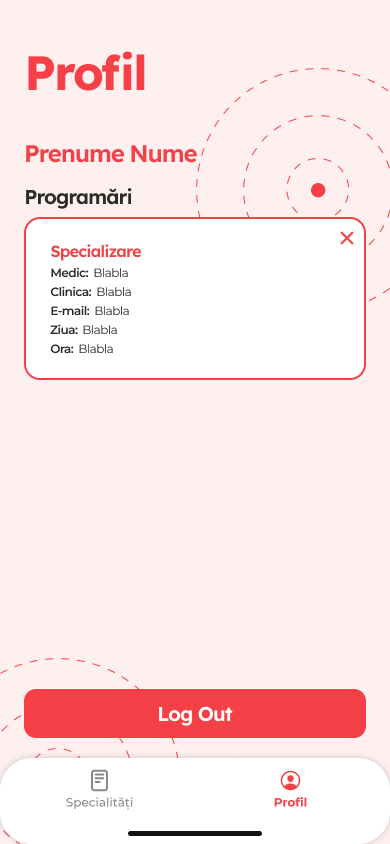 Profil
Prenume Nume
Programări
Specializare
Medic: Blabla
Clinica: Blabla
E-mail: Blabla
Ziua: Blabla
Ora: Blabla
Log Out
Specialități
Profil